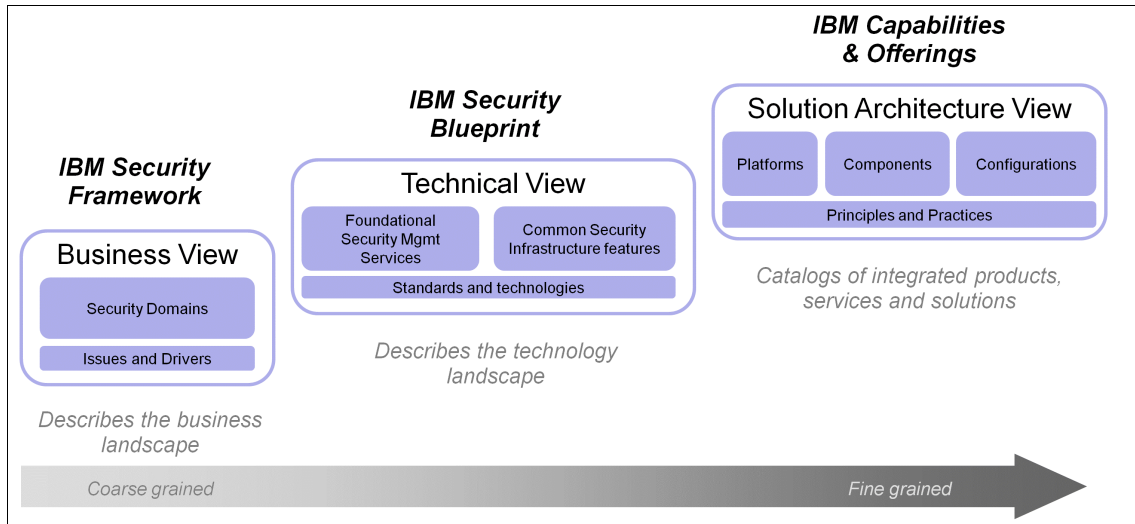 IBM Security
Framework
Business View
Security Domains
Issues and Drivers
Describes the business
landscape
IBM Security
Blueprint
Technical View
Foundational
Security Mgmt
Services
Common Security
Infrastructure features
Standards and technologies
Describes the technology
landscape
IBM Capabilities
& Offerings
Solution Architecture View
Platforms
Components
Configurations
Principles and Practices
Catalogs of integrated products,
services and solutions
Coarse grained
Fine grained